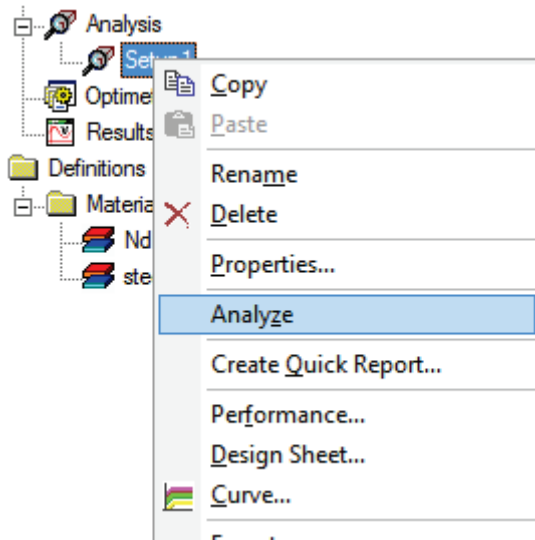 Analysis
Setup1
Copy
Optime
Paste
Results
Definitions
Rename
Materia
Delete
Nd
ste
Properties...
Analyze
Create Quick Report...
Performance...
Design Sheet...
Curve...